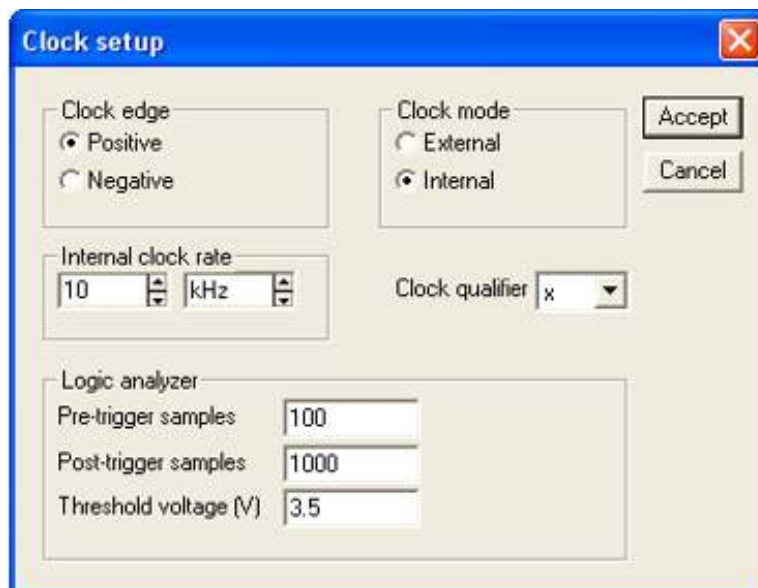 Clock setup
Clock edge
Positive
Negative
Clock mode
External
Internal
Accept
Cancel
Internal clock rate
10 kHz
Clock qualifier x
Logic analyzer
Pre-trigger samples 100
Post-trigger samples 1000
Threshold voltage (V) 3.5